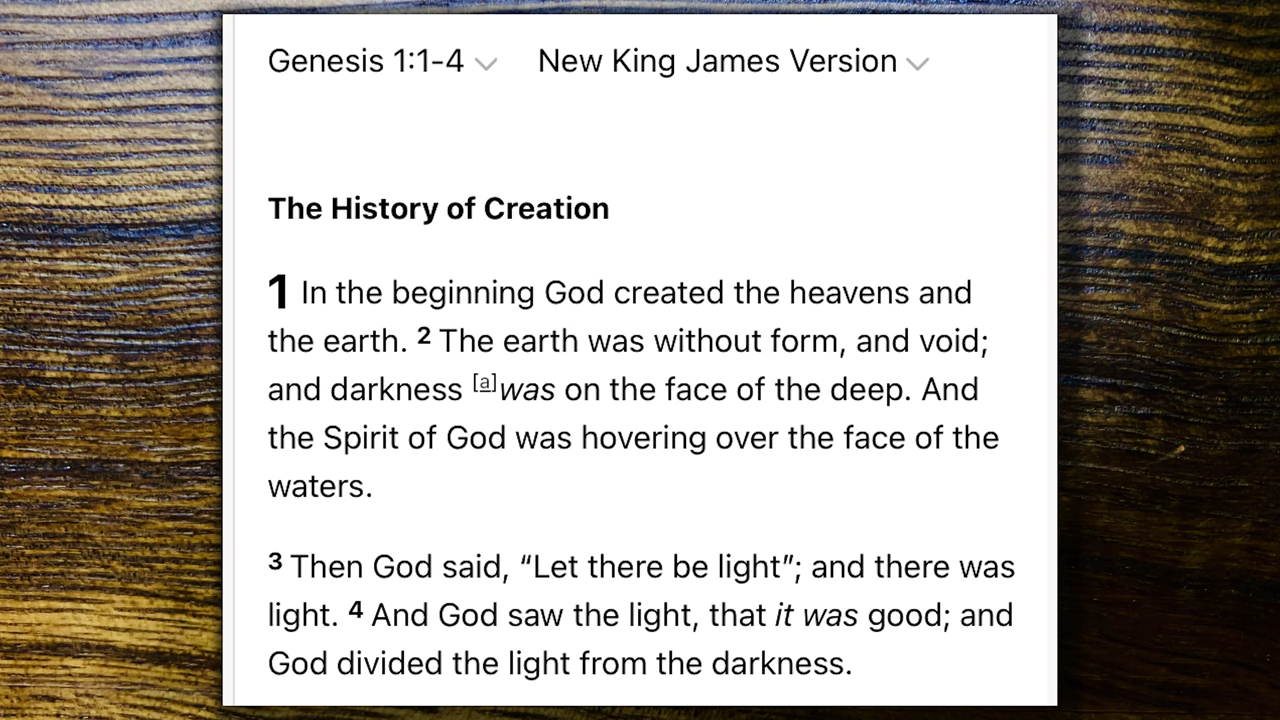 Genesis 1:1-4 New King James Version
The History of Creation
1 In the beginning God created the heavens and
the earth. 2 The earth was without form, and void;
and darkness [a]was on the face of the deep. And
the Spirit of God was hovering over the face of the
waters.
3 Then God said, “Let there be light”; and there was
light. 4 And God saw the light, that it was good; and
God divided the light from the darkness.